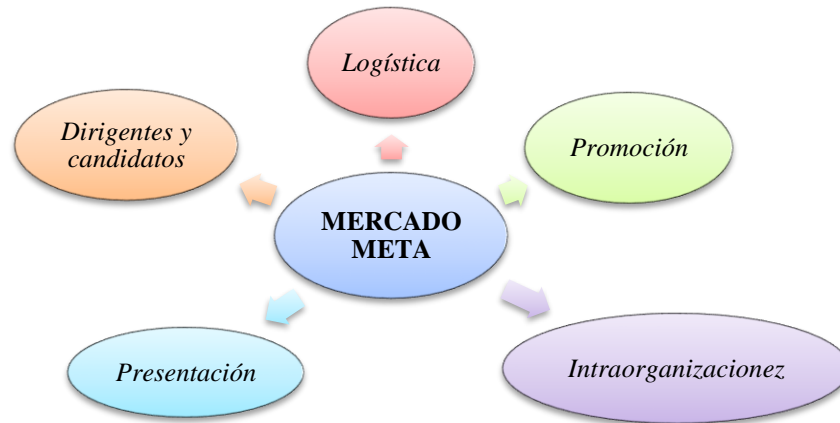 Logística
Dirigentes y
candidatos
Promoción
MERCADO
META
Presentación
Intraorganizacionez